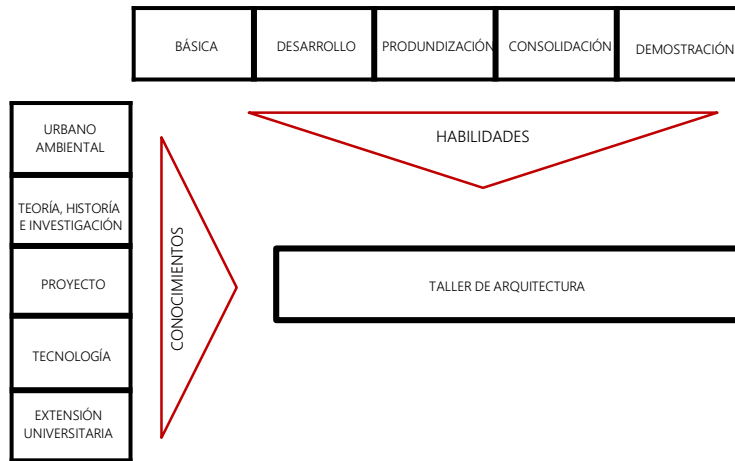 BÁSICA
DESARROLLO
PRODUNDIZACIÓN
CONSOLIDACIÓN
DEMOSTRACIÓN
HABILIDADES
URBANO
AMBIENTAL
TEORÍA, HISTORÍA
E INVESTIGACIÓN
PROYECTO
TECNOLOGÍA
EXTENSIÓN
UNIVERSITARIA
CONOCIMIENTOS
TALLER DE ARQUITECTURA